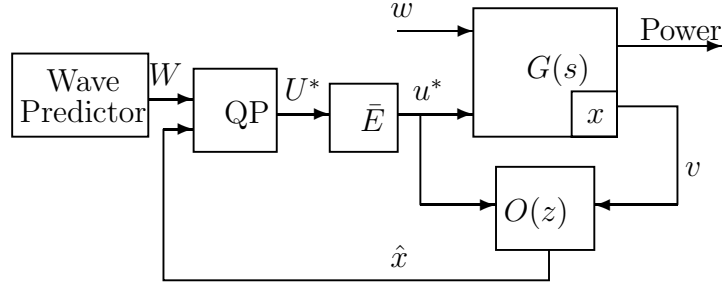 w
Power
G(s)
Wave
Predictor
W
QP
U*
Ē
u*
x
v
O(z)
x̂